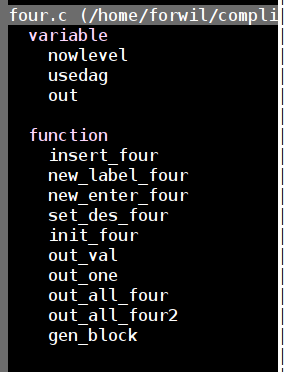 four.c (/home/forwil/compli
variable
nowlevel
usedag
out
function
insert_four
new_label_four
new_enter_four
set_des_four
init_four
out_val
out_one
out_all_four
out_all_four2
gen_block